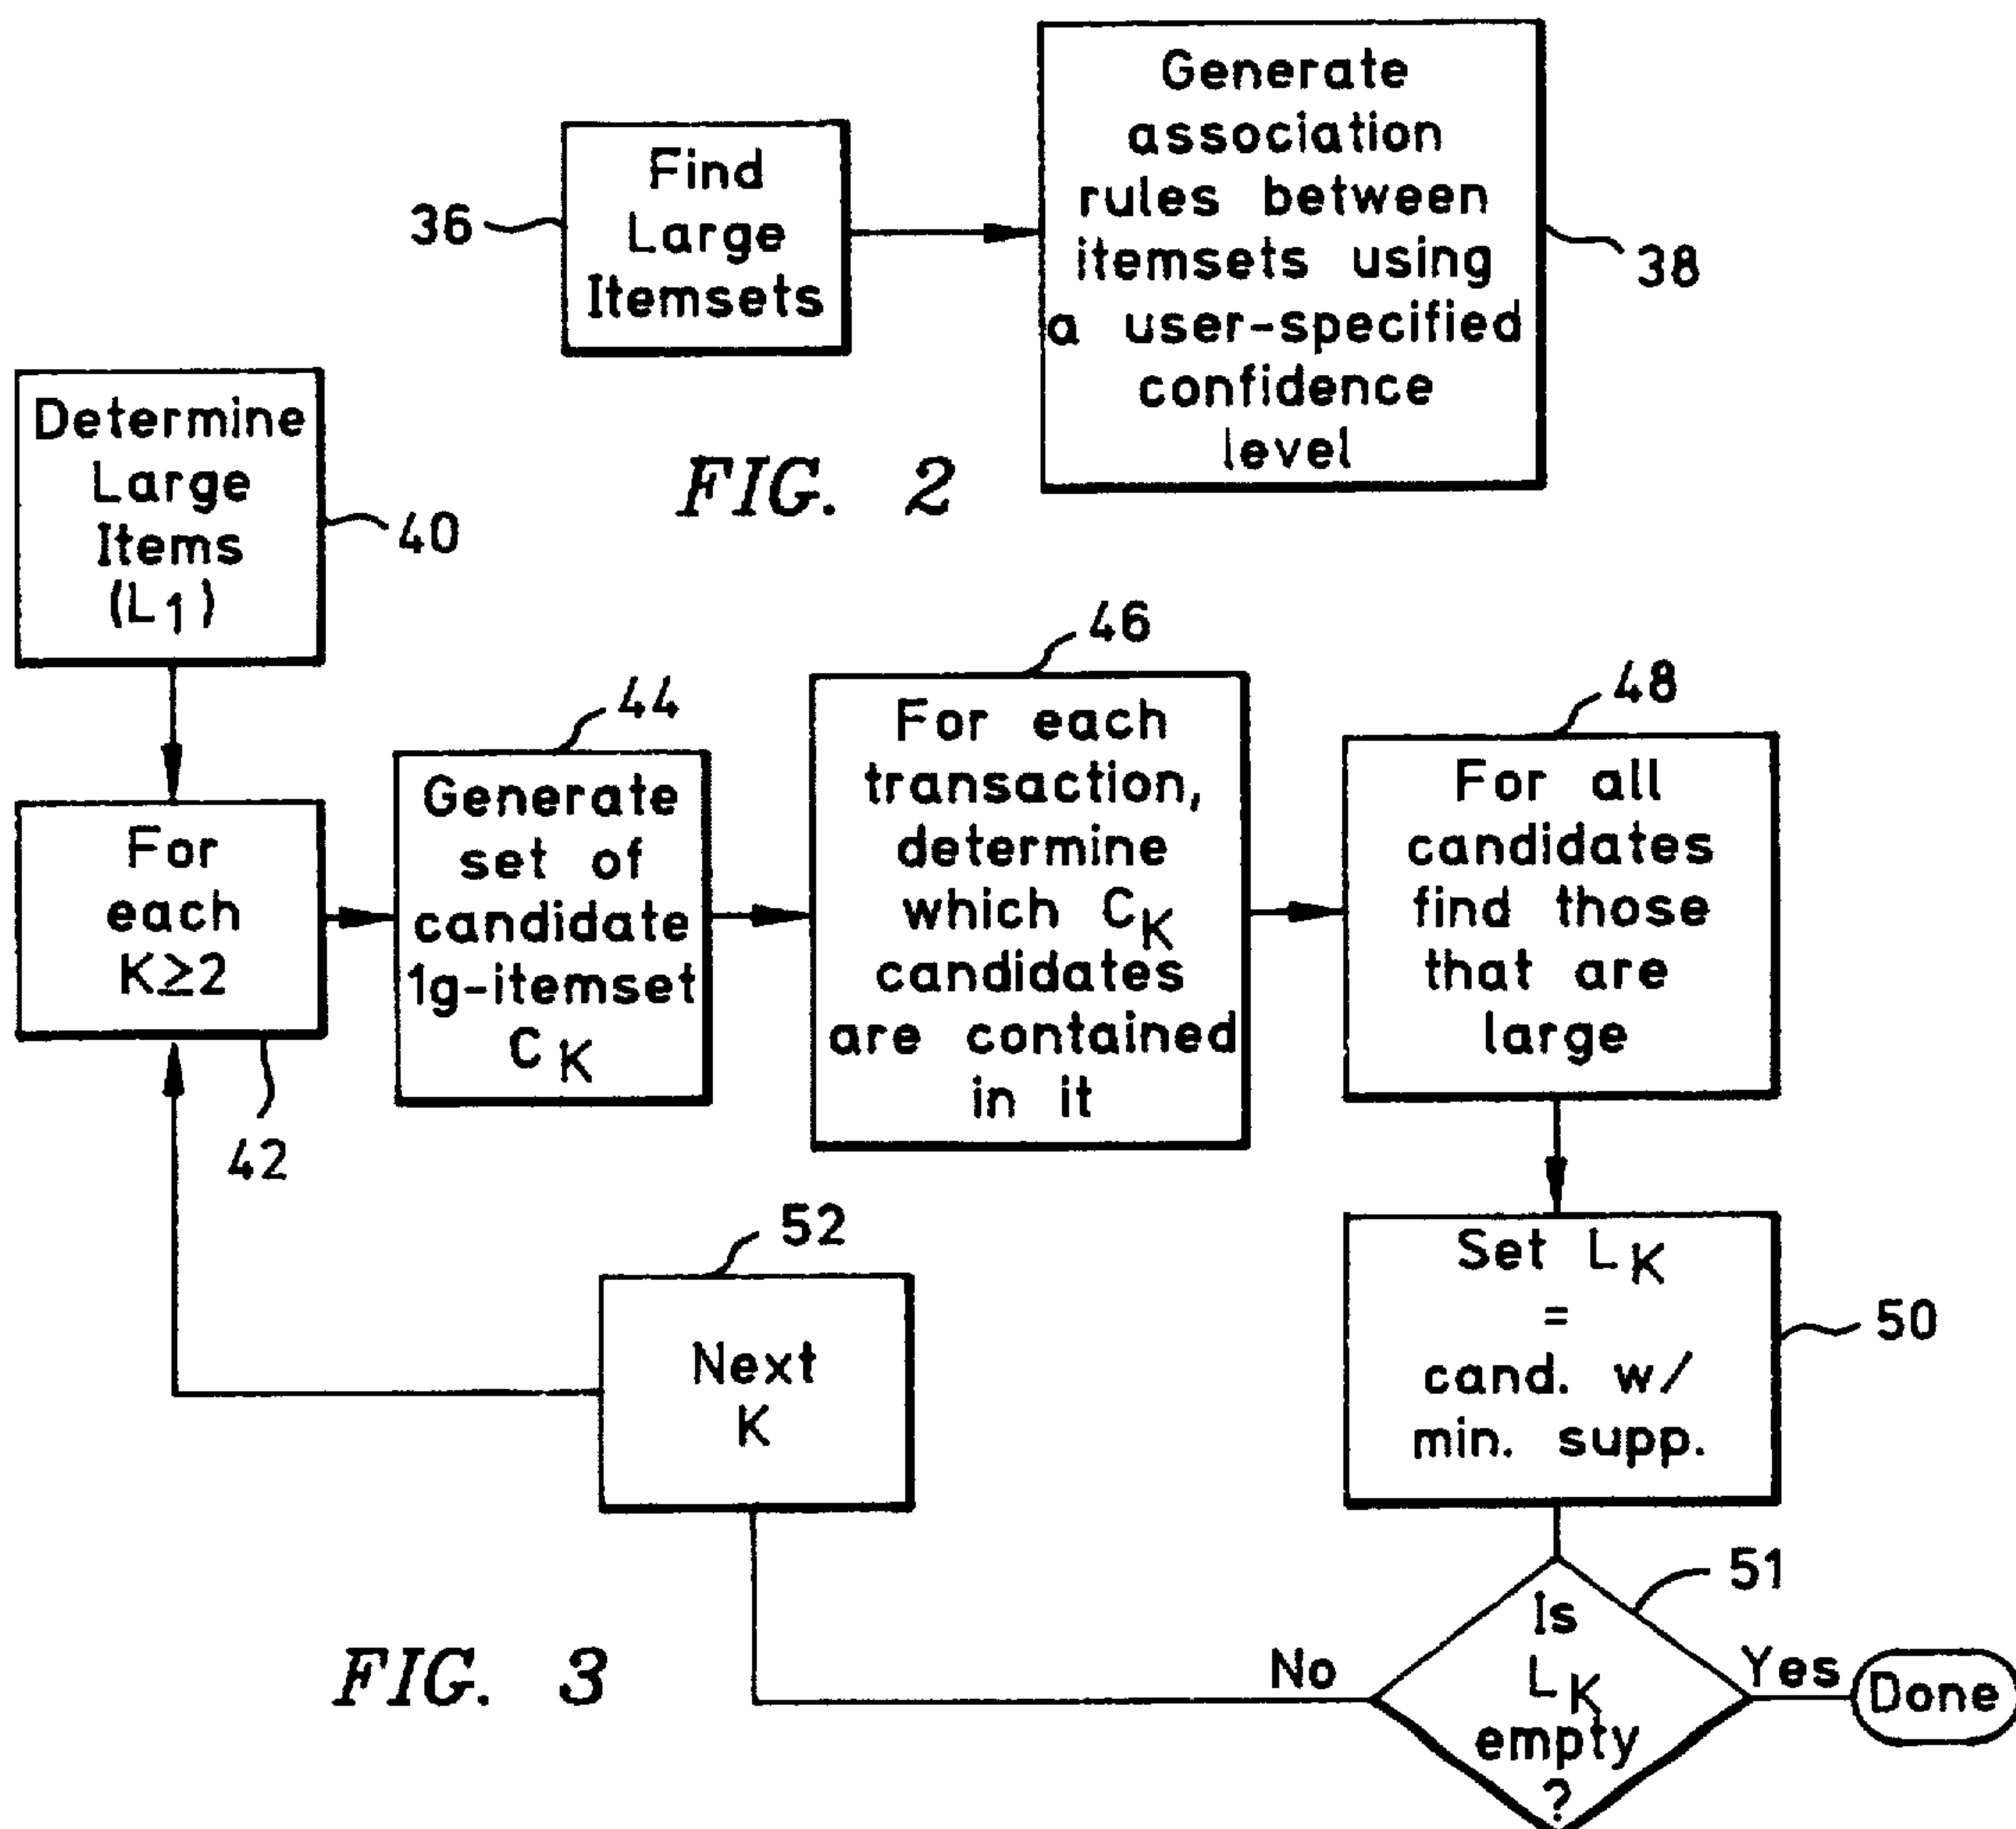 36
Find
Large
Itemsets
Generate
association
rules between
itemsets using
a user-specified
confidence
level
38
FIG. 2
Determine
Large
Items
(L1)
40
For
each
K≥2
42
44
Generate
set of
candidate
1g-itemset
CK
46
For each
transaction,
determine
which CK
candidates
are contained
in it
48
For all
candidates
find those
that are
large
Set LK
=
cand. w/
min. supp.
50
52
Next
K
51
Is
LK
empty
?
No
Yes
Done
FIG. 3